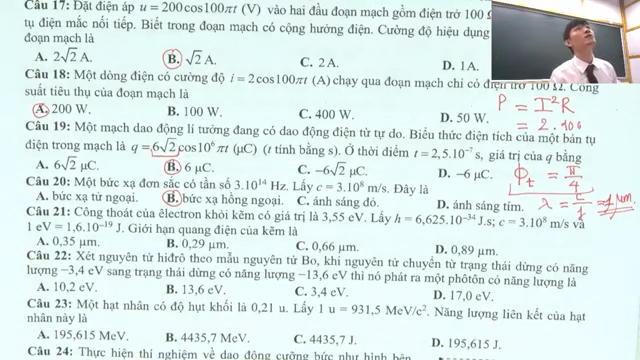 Câu 17: Đặt điện áp u = 200cos100πt (V) vào hai đầu đoạn mạch gồm điện trở 100 Ω
tụ điện mắc nối tiếp. Biết trong đoạn mạch có cộng hưởng điện. Cường độ hiệu dụng
đoạn mạch là
A. 2√2 A. B. √2 A. C. 2 A. D. 1A.
Câu 18: Một dòng điện có cường độ i = 2cos100πt (A) chạy qua đoạn mạch chỉ có điện trở 100 Ω. Công
suất tiêu thụ của đoạn mạch là
A. 200 W. B. 100 W. C. 400 W. D. 50 W.
P = I²R
= 2.100
Câu 19: Một mạch dao động lí tưởng đang có dao động điện từ tự do. Biểu thức điện tích của một bản tụ
điện trong mạch là q = 6√2 cos10⁶πt (μC) (t tính bằng s). Ở thời điểm t = 2,5.10⁻⁷ s, giá trị của q bằng
A. 6√2 μC. B. 6 μC. C. −6√2 μC. D. −6 μC.
ϕt = π/4
Câu 20: Một bức xạ đơn sắc có tần số 3.10¹⁴ Hz. Lấy c = 3.10⁸ m/s. Đây là
A. bức xạ tử ngoại. B. bức xạ hồng ngoại. C. ánh sáng đỏ. D. ánh sáng tím.
λ = c/f = 1 μm.
Câu 21: Công thoát của êlectron khỏi kẽm có giá trị là 3,55 eV. Lấy h = 6,625.10⁻³⁴ J.s; c = 3.10⁸ m/s và
1 eV = 1,6.10⁻¹⁹ J. Giới hạn quang điện của kẽm là
A. 0,35 μm. B. 0,29 μm. C. 0,66 μm. D. 0,89 μm.
Câu 22: Xét nguyên tử hiđrô theo mẫu nguyên tử Bo, khi nguyên tử chuyển từ trạng thái dừng có năng
lượng −3,4 eV sang trạng thái dừng có năng lượng −13,6 eV thì nó phát ra một phôtôn có năng lượng là
A. 10,2 eV. B. 13,6 eV. C. 3,4 eV. D. 17,0 eV.
Câu 23: Một hạt nhân có độ hụt khối là 0,21 u. Lấy 1 u = 931,5 MeV/c². Năng lượng liên kết của hạt
nhân này là
A. 195,615 MeV. B. 4435,7 MeV. C. 4435,7 J. D. 195,615 J.
Câu 24: Thực hiện thí nghiệm về dao động cưỡng bức như hình bên